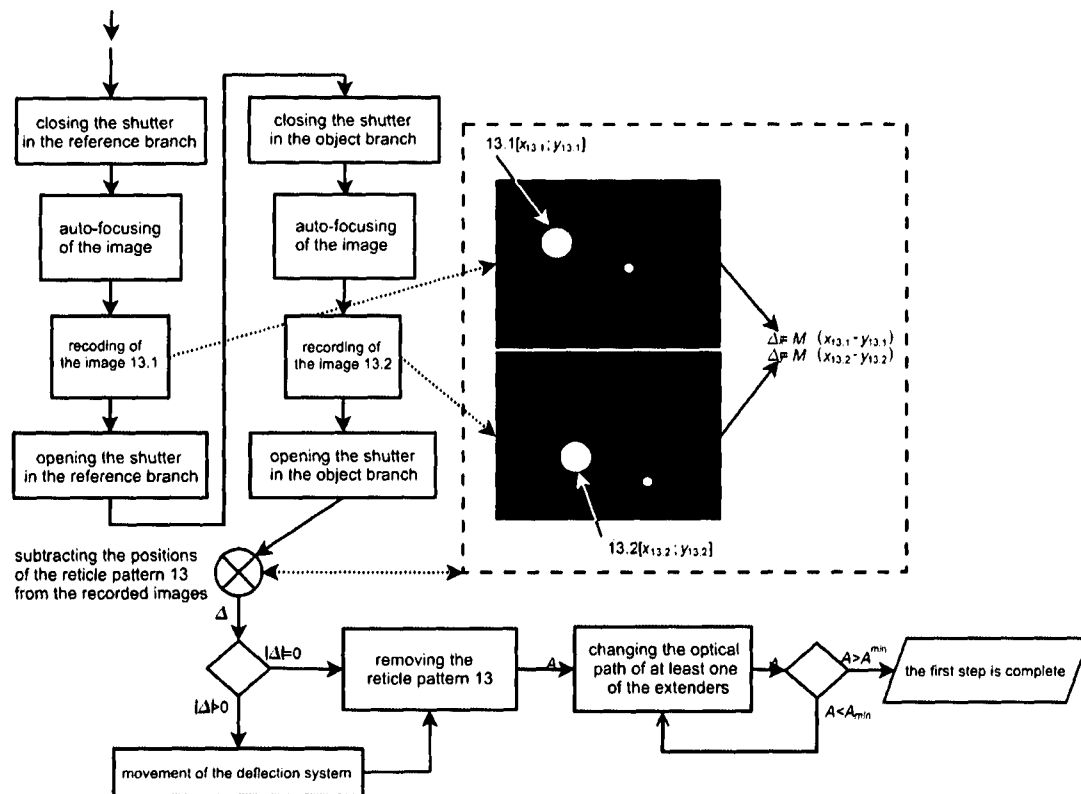 closing the shutter
in the reference branch
auto-focusing
of the image
recoding of
the image 13.1
opening the shutter
in the reference branch
closing the shutter
in the object branch
auto-focusing
of the image
recording of
the image 13.2
opening the shutter
in the object branch
13.1[x13.1; y13.1]
Δ= M (x13.1- y13.1)
Δ= M (x13.2- y13.2)
13.2[x13.2; y13.2]
subtracting the positions
of the reticle pattern 13
from the recorded images
Δ
|Δ|=0
|Δ|>0
removing the
reticle pattern 13
A
changing the optical
path of at least one
of the extenders
A
A>Amin
A<Amin
the first step is complete
movement of the deflection system